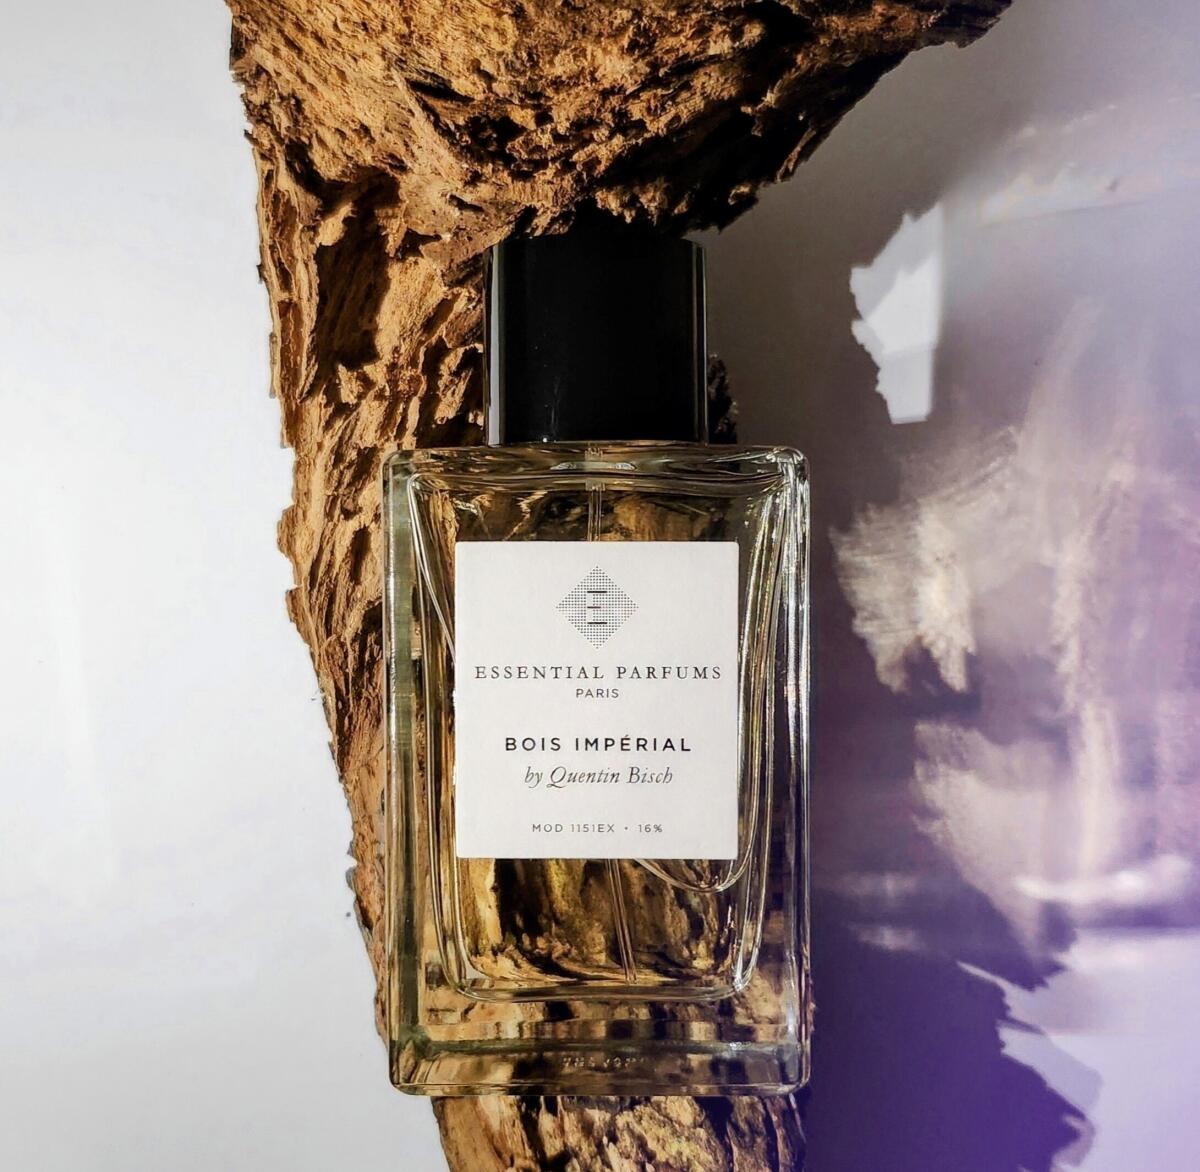 E
ESSENTIAL PARFUMS
PARIS
BOIS IMPÉRIAL
by Quentin Bisch
MOD 1151EX • 16%